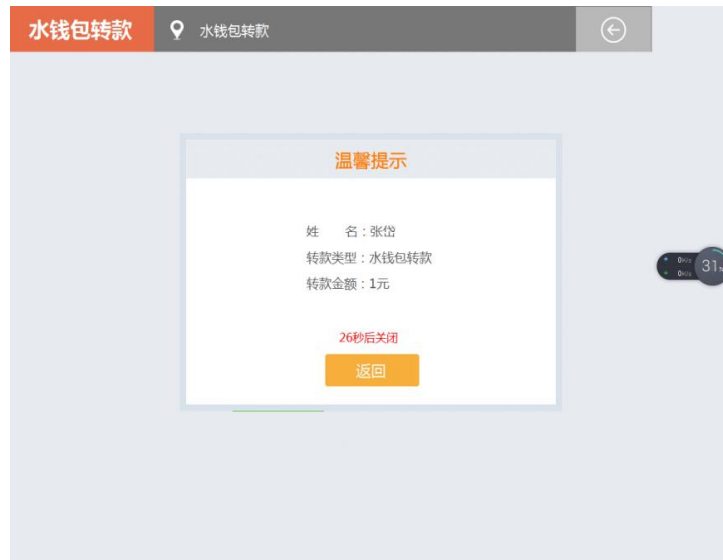 水钱包转款
水钱包转款
温馨提示
姓 名：张岱
转款类型：水钱包转款
转款金额：1元
26秒后关闭
返回
0K/s
31%
0K/s